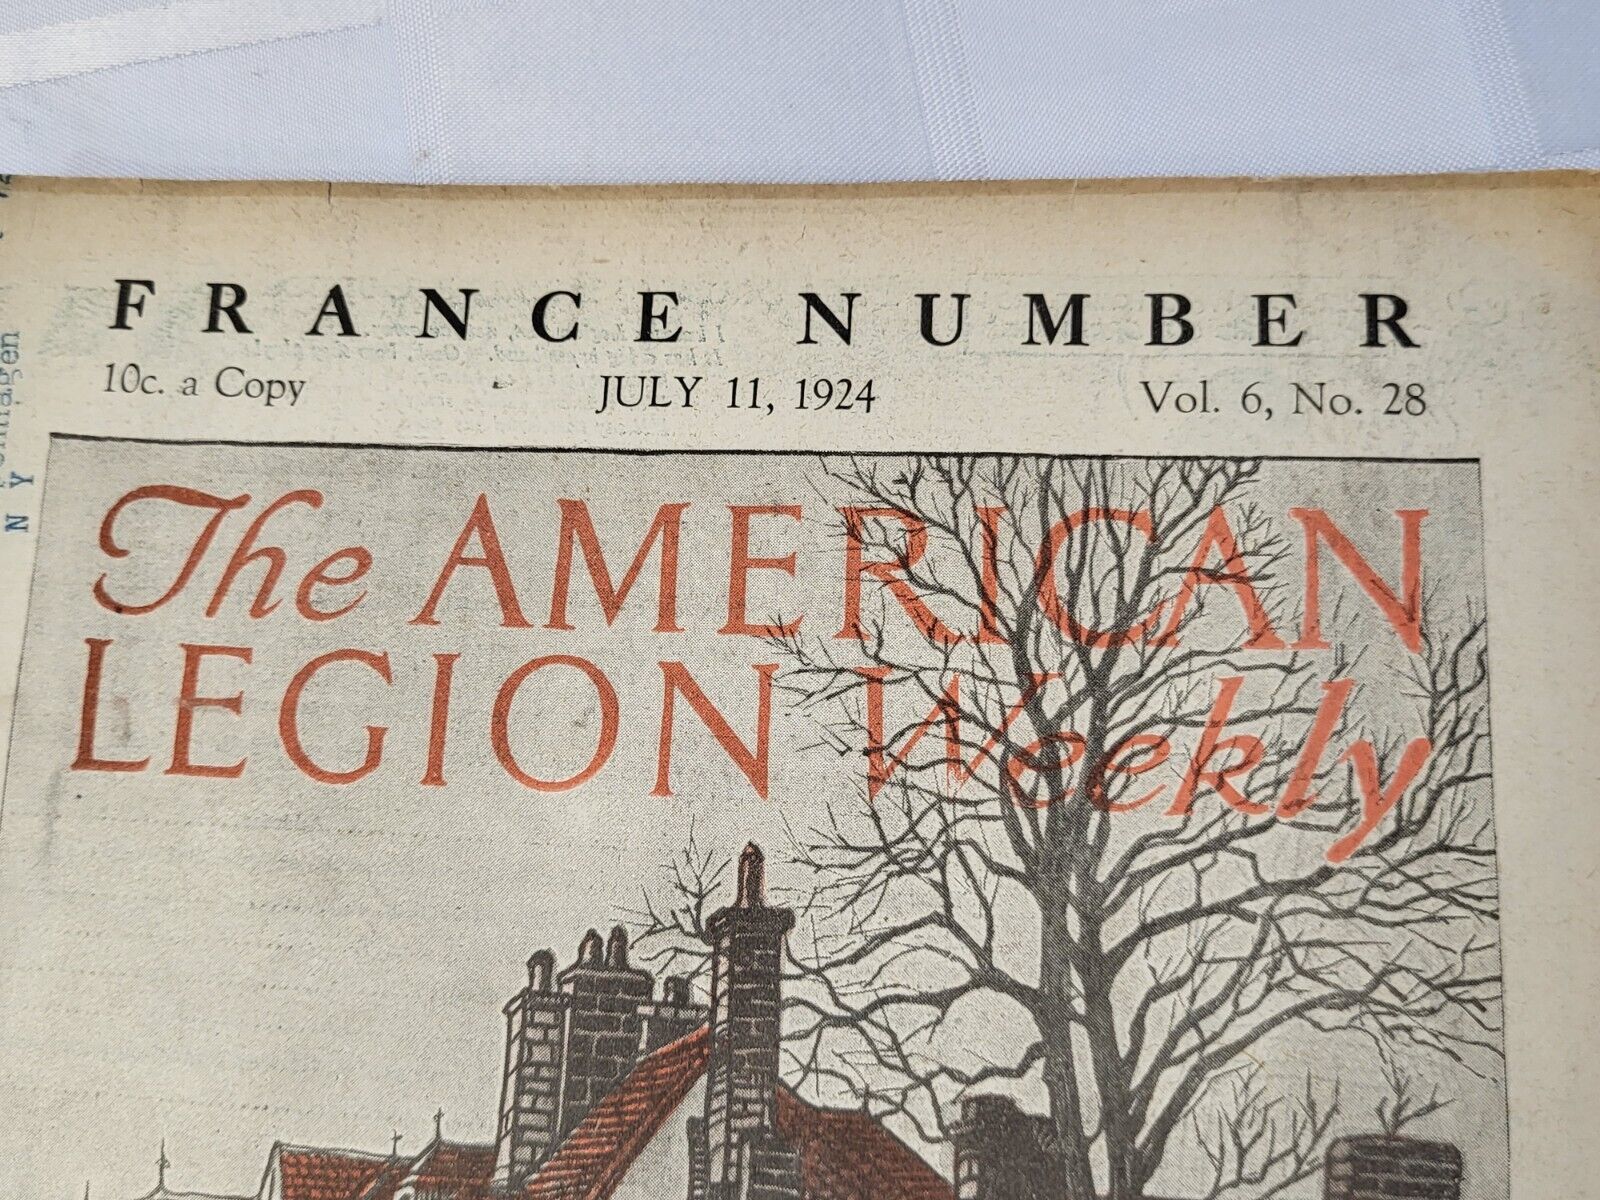 FRANCE NUMBER
10c. a Copy JULY 11, 1924 Vol. 6, No. 28
The AMERICAN
LEGION Weekly
N Y